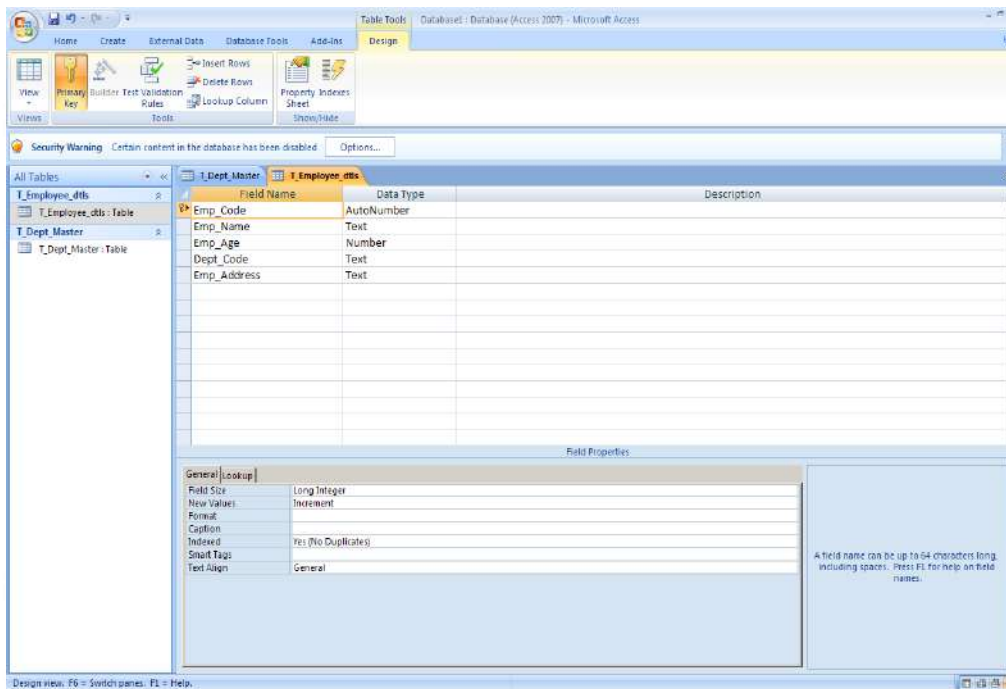 Table Tools Database1 : Database (Access 2007) - Microsoft Access
Home Create External Data Database Tools Add-Ins Design
View Primary Key Builder Test Validation Rules Insert Rows Delete Rows Lookup Column Property Sheet Indexes
Views Tools Show/Hide
Security Warning Certain content in the database has been disabled Options...
All Tables
T_Employee_dtls
T_Employee_dtls : Table
T_Dept_Master
T_Dept_Master : Table
T_Dept_Master T_Employee_dtls
Field Name Data Type Description
Emp_Code AutoNumber
Emp_Name Text
Emp_Age Number
Dept_Code Text
Emp_Address Text
Field Properties
General Lookup
Field Size Long Integer
New Values Increment
Format
Caption
Indexed Yes (No Duplicates)
Smart Tags
Text Align General
A field name can be up to 64 characters long,
including spaces. Press F1 for help on field
names.
Design view. F6 = Switch panes. F1 = Help.